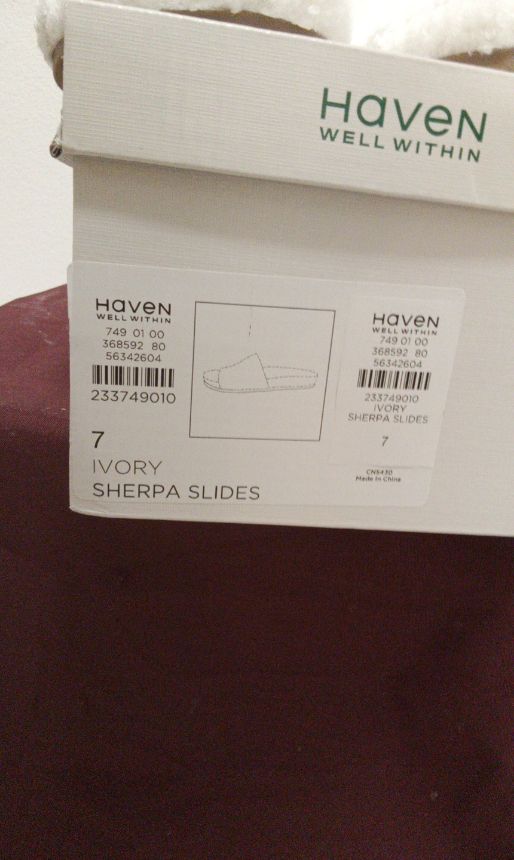 Haven
WELL WITHIN
Haven
WELL WITHIN
749 01 00
368592 80
56342604
233749010
7
IVORY
SHERPA SLIDES
Haven
WELL WITHIN
749 01 00
368592 80
56342604
233749010
IVORY
SHERPA SLIDES
7
CNS430
Made In China